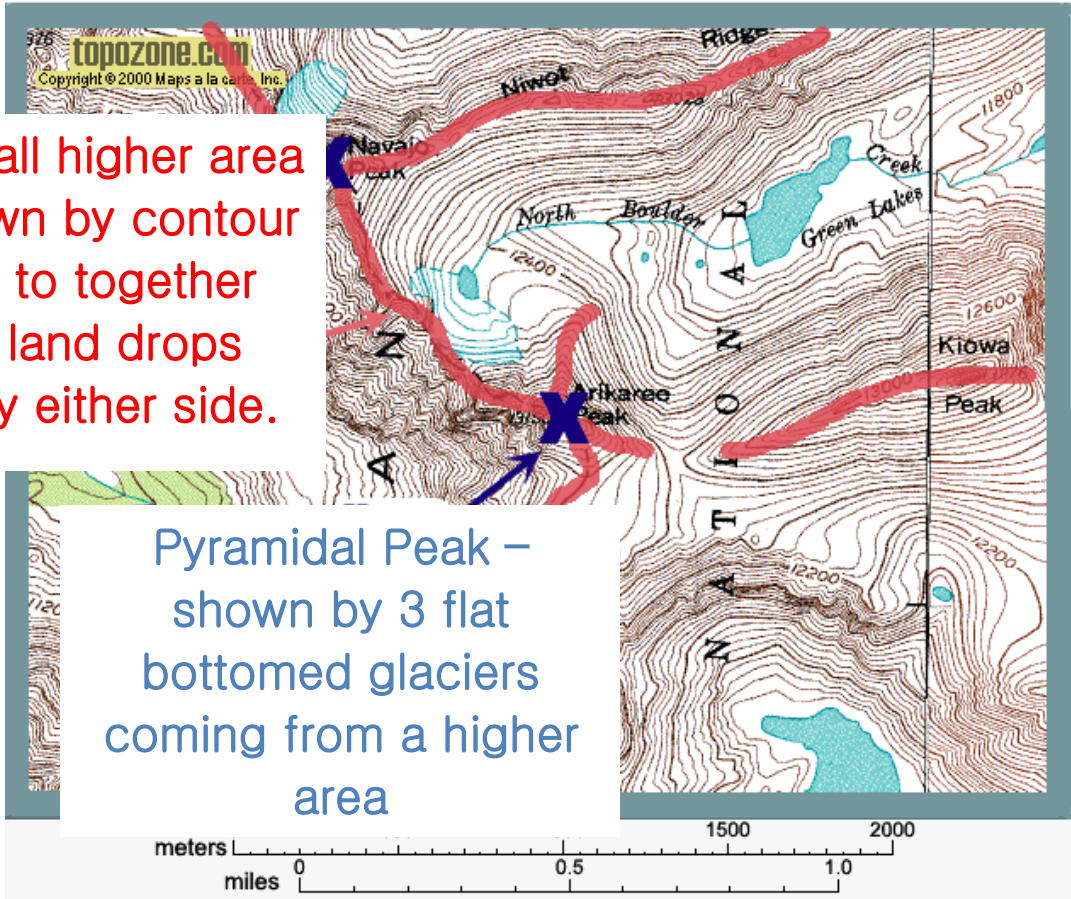 topozone.com
Copyright © 2000 Maps a la carte, Inc.
Ridge
Niwot
11800
Navajo
Peak
all higher area
wn by contour
to together
land drops
y either side.
Creek
North Boulder
Green Lakes
12400
12600
Kiowa
Peak
13000
Arikaree
Peak
N
A
L
A
N
O
I
T
A
N
12200
12200
Pyramidal Peak –
shown by 3 flat
bottomed glaciers
coming from a higher
area
1500 2000
meters
0 0.5 1.0
miles